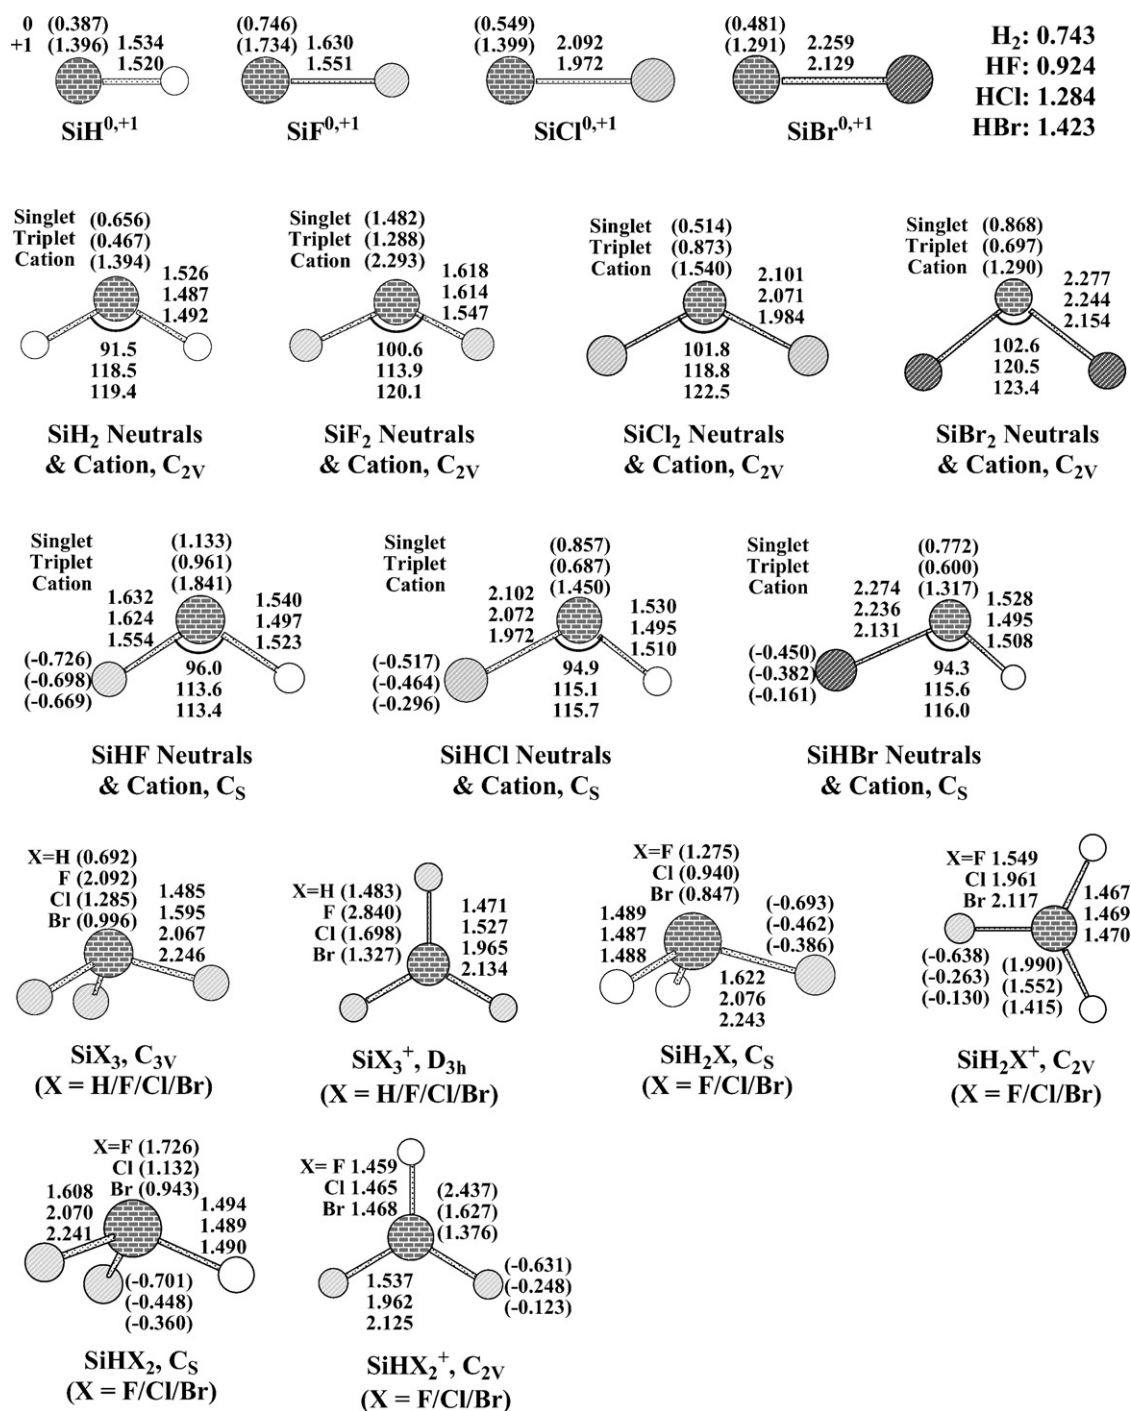 0 (0.387)
+1 (1.396)
1.534
1.520
SiH0,+1
(0.746)
(1.734)
1.630
1.551
SiF0,+1
(0.549)
(1.399)
2.092
1.972
SiCl0,+1
(0.481)
(1.291)
2.259
2.129
SiBr0,+1
H2: 0.743
HF: 0.924
HCl: 1.284
HBr: 1.423
Singlet (0.656)
Triplet (0.467)
Cation (1.394)
1.526
1.487
1.492
91.5
118.5
119.4
SiH2 Neutrals
& Cation, C2V
Singlet (1.482)
Triplet (1.288)
Cation (2.293)
1.618
1.614
1.547
100.6
113.9
120.1
SiF2 Neutrals
& Cation, C2V
Singlet (0.514)
Triplet (0.873)
Cation (1.540)
2.101
2.071
1.984
101.8
118.8
122.5
SiCl2 Neutrals
& Cation, C2V
Singlet (0.868)
Triplet (0.697)
Cation (1.290)
2.277
2.244
2.154
102.6
120.5
123.4
SiBr2 Neutrals
& Cation, C2V
Singlet (1.133)
Triplet (0.961)
Cation (1.841)
1.632
1.624
1.554
1.540
1.497
1.523
(-0.726)
(-0.698)
(-0.669)
96.0
113.6
113.4
SiHF Neutrals
& Cation, CS
Singlet (0.857)
Triplet (0.687)
Cation (1.450)
2.102
2.072
1.972
1.530
1.495
1.510
(-0.517)
(-0.464)
(-0.296)
94.9
115.1
115.7
SiHCl Neutrals
& Cation, CS
Singlet (0.772)
Triplet (0.600)
Cation (1.317)
2.274
2.236
2.131
1.528
1.495
1.508
(-0.450)
(-0.382)
(-0.161)
94.3
115.6
116.0
SiHBr Neutrals
& Cation, CS
X=H (0.692)
F (2.092)
Cl (1.285)
Br (0.996)
1.485
1.595
2.067
2.246
SiX3, C3V
(X = H/F/Cl/Br)
X=H (1.483)
F (2.840)
Cl (1.698)
Br (1.327)
1.471
1.527
1.965
2.134
SiX3+, D3h
(X = H/F/Cl/Br)
X=F (1.275)
Cl (0.940)
Br (0.847)
1.489
1.487
1.488
(-0.693)
(-0.462)
(-0.386)
1.622
2.076
2.243
SiH2X, CS
(X = F/Cl/Br)
X=F 1.549
Cl 1.961
Br 2.117
1.467
1.469
1.470
(-0.638)
(-0.263)
(-0.130)
(1.990)
(1.552)
(1.415)
SiH2X+, C2V
(X = F/Cl/Br)
X=F (1.726)
Cl (1.132)
Br (0.943)
1.608
2.070
2.241
1.494
1.489
1.490
(-0.701)
(-0.448)
(-0.360)
SiHX2, CS
(X = F/Cl/Br)
X= F 1.459
Cl 1.465
Br 1.468
(2.437)
(1.627)
(1.376)
1.537
1.962
2.125
(-0.631)
(-0.248)
(-0.123)
SiHX2+, C2V
(X = F/Cl/Br)